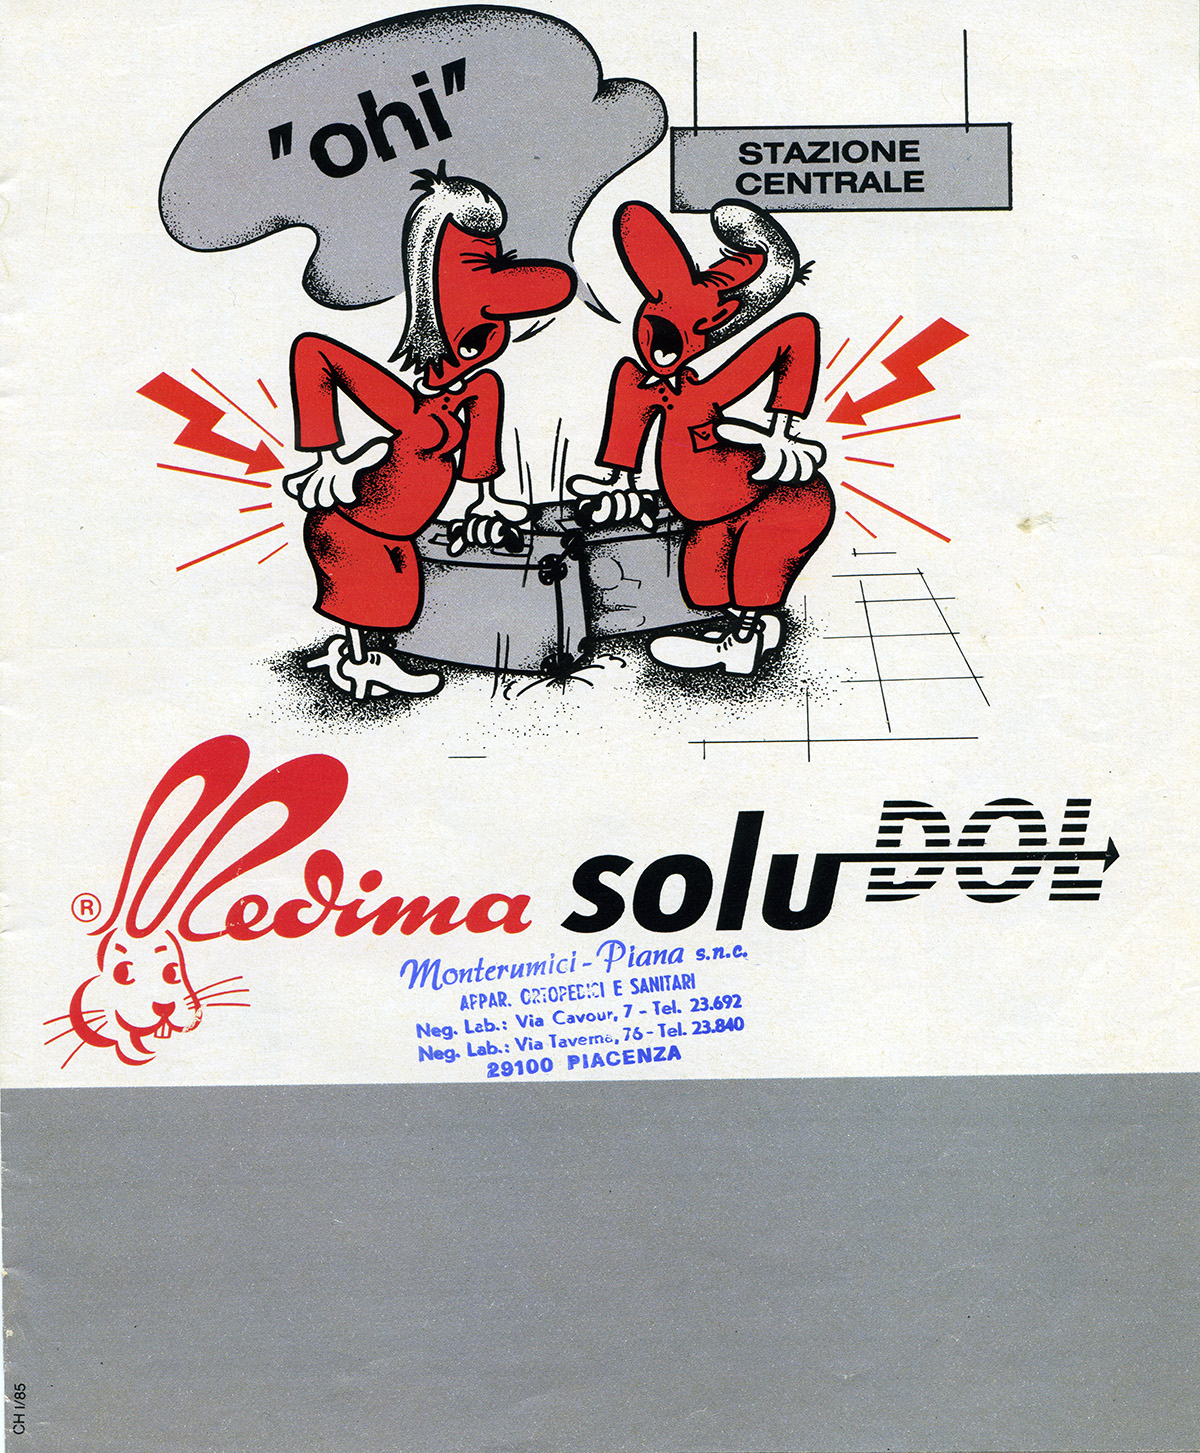 "ohi"
STAZIONE
CENTRALE
® Medima soluDOL
Monterumici-Piana s.n.c.
APPAR. ORTOPEDICI E SANITARI
Neg. Lab.: Via Cavour, 7 - Tel. 23.692
Neg. Lab.: Via Taverna, 76 - Tel. 23.840
29100 PIACENZA
CH I/85